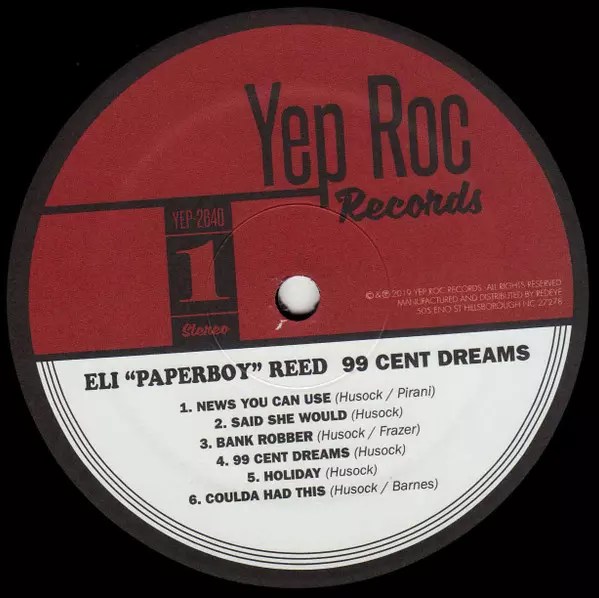 Yep Roc
Records
YEP-2640
1
Stereo
©&℗ 2019 YEP ROC RECORDS. ALL RIGHTS RESERVED
MANUFACTURED AND DISTRIBUTED BY REDEYE
505 ENO ST HILLSBOROUGH NC 27278
ELI “PAPERBOY” REED 99 CENT DREAMS
1. NEWS YOU CAN USE (Husock / Pirani)
2. SAID SHE WOULD (Husock)
3. BANK ROBBER (Husock / Frazer)
4. 99 CENT DREAMS (Husock)
5. HOLIDAY (Husock)
6. COULDA HAD THIS (Husock / Barnes)